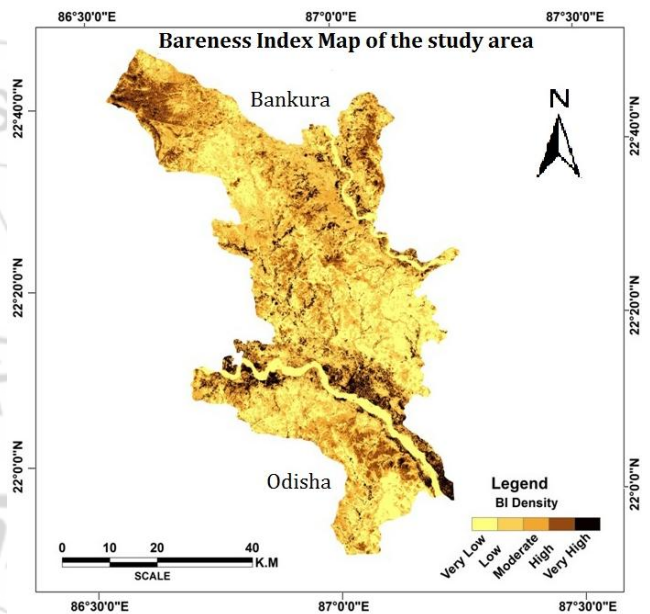 86°30'0"E 87°0'0"E 87°30'0"E
Bareness Index Map of the study area
Bankura
N
22°40'0"N
22°40'0"N
22°20'0"N
22°20'0"N
22°0'0"N
22°0'0"N
Odisha
Legend
BI Density
Very Low
Low
Moderate
High
Very High
0 10 20 40
K.M
SCALE
86°30'0"E 87°0'0"E 87°30'0"E